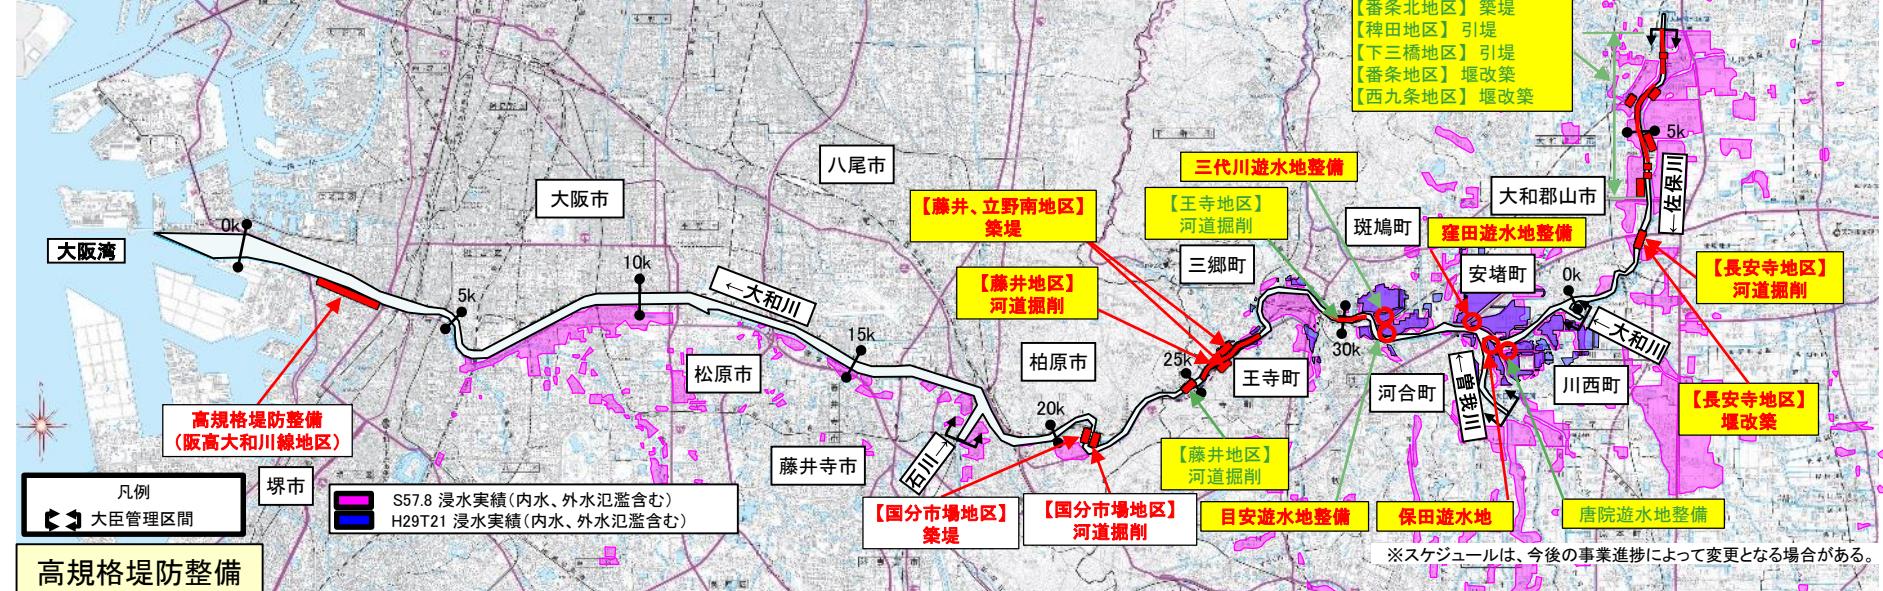 【番条北地区】 築堤
【稗田地区】 引堤
【下三橋地区】 引堤
【番条地区】 堰改築
【西九条地区】 堰改築
5k
←佐保川
大和郡山市
八尾市
大阪市
三代川遊水地整備
【藤井、立野南地区】
築堤
【王寺地区】
河道掘削
斑鳩町
窪田遊水地整備
大阪湾
0k
三郷町
安堵町
10k
←大和川
【藤井地区】
河道掘削
0k
【長安寺地区】
河道掘削
5k
←大和川
15k
30k
柏原市
25k
松原市
王寺町
河合町
←曽我川
川西町
【長安寺地区】
堰改築
高規格堤防整備
（阪高大和川線地区）
20k
石川→
藤井寺市
【藤井地区】
河道掘削
堺市
凡例
大臣管理区間
S57.8 浸水実績（内水、外水氾濫含む）
H29T21 浸水実績（内水、外水氾濫含む）
【国分市場地区】
築堤
【国分市場地区】
河道掘削
目安遊水地整備
保田遊水地
唐院遊水地整備
※スケジュールは、今後の事業進捗によって変更となる場合がある。
高規格堤防整備